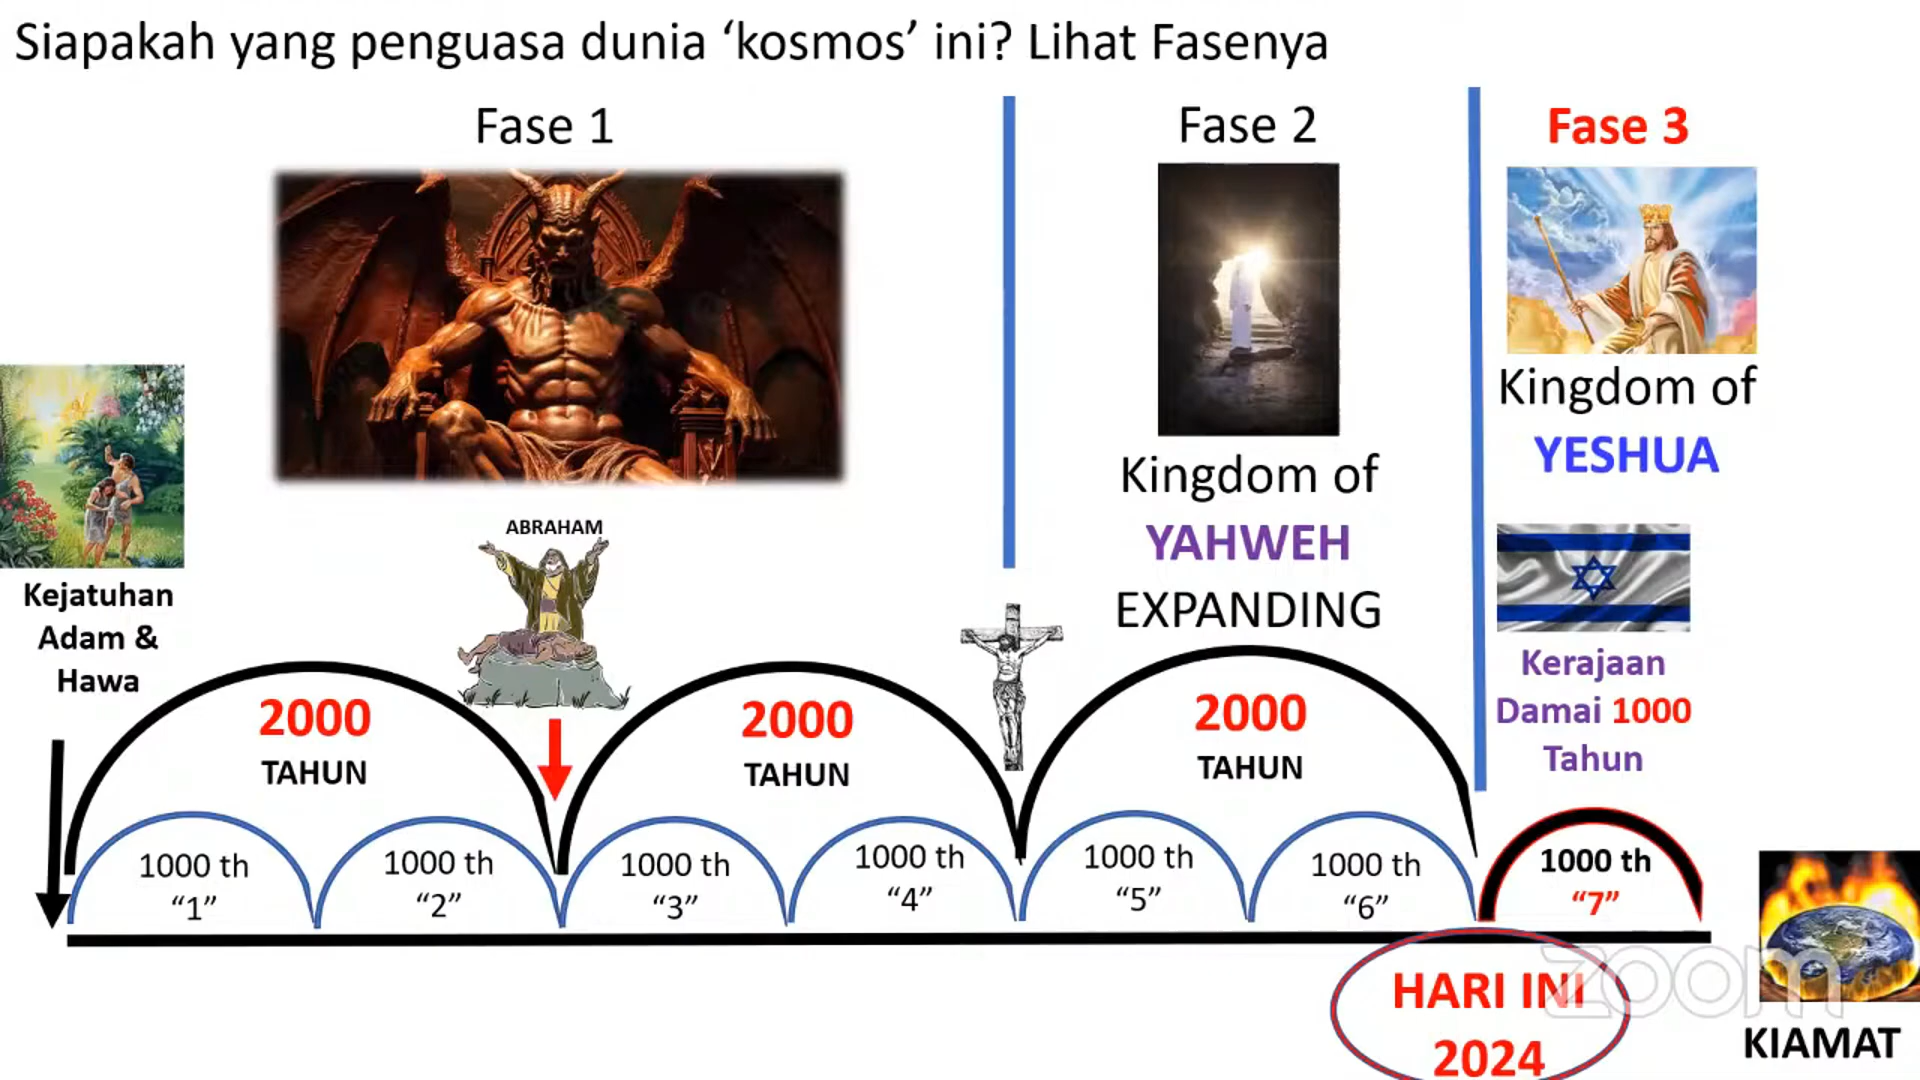 Siapakah yang penguasa dunia ‘kosmos’ ini? Lihat Fasenya
Fase 1
Fase 2
Fase 3
Kingdom of
YESHUA
Kingdom of
YAHWEH
EXPANDING
ABRAHAM
Kejatuhan
Adam &
Hawa
Kerajaan
Damai 1000
Tahun
2000
TAHUN
2000
TAHUN
2000
TAHUN
1000 th
“1”
1000 th
“2”
1000 th
“3”
1000 th
“4”
1000 th
“5”
1000 th
“6”
1000 th
“7”
HARI INI
2024
zoom
KIAMAT